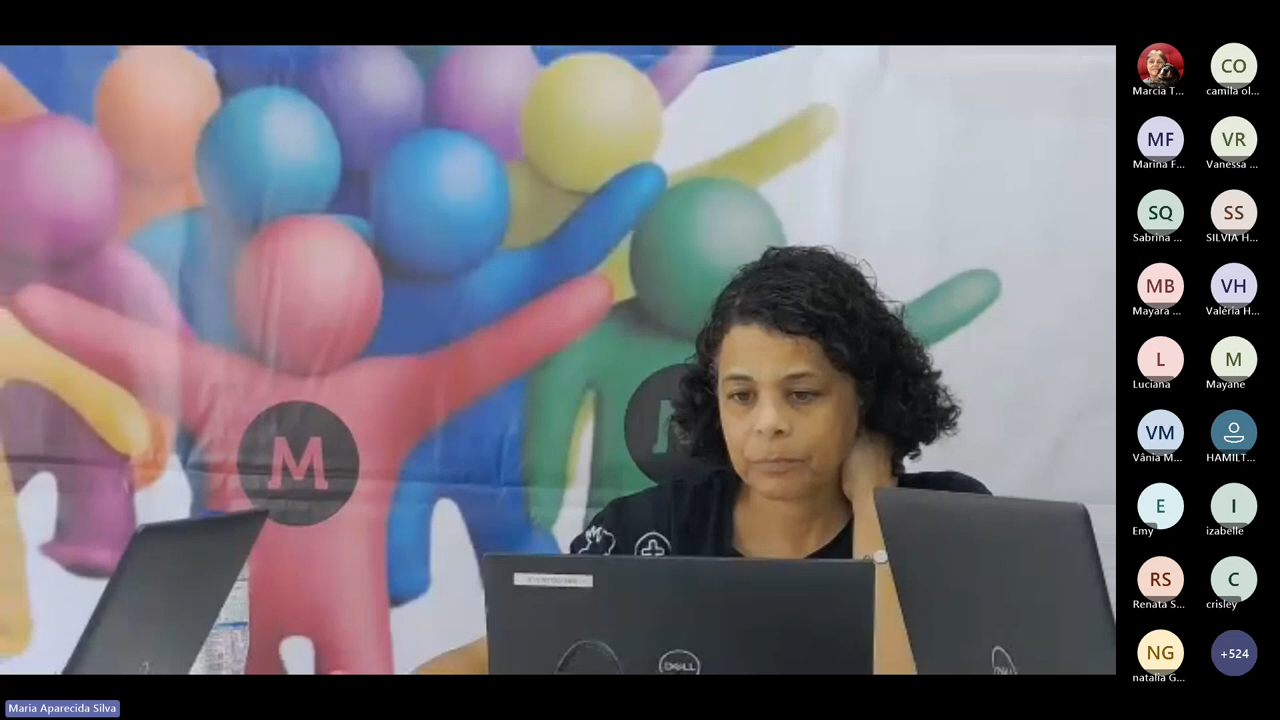 M
M
DELL
Maria Aparecida Silva
Marcia T...
CO
camila ol...
MF
Marina F...
VR
Vanessa ...
SQ
Sabrina ...
SS
SILVIA H...
MB
Mayara ...
VH
Valéria H...
L
Luciana
M
Mayane
VM
Vânia M...
HAMILT...
E
Emy
I
izabelle
RS
Renata S...
C
crisley
NG
natalia G...
+524